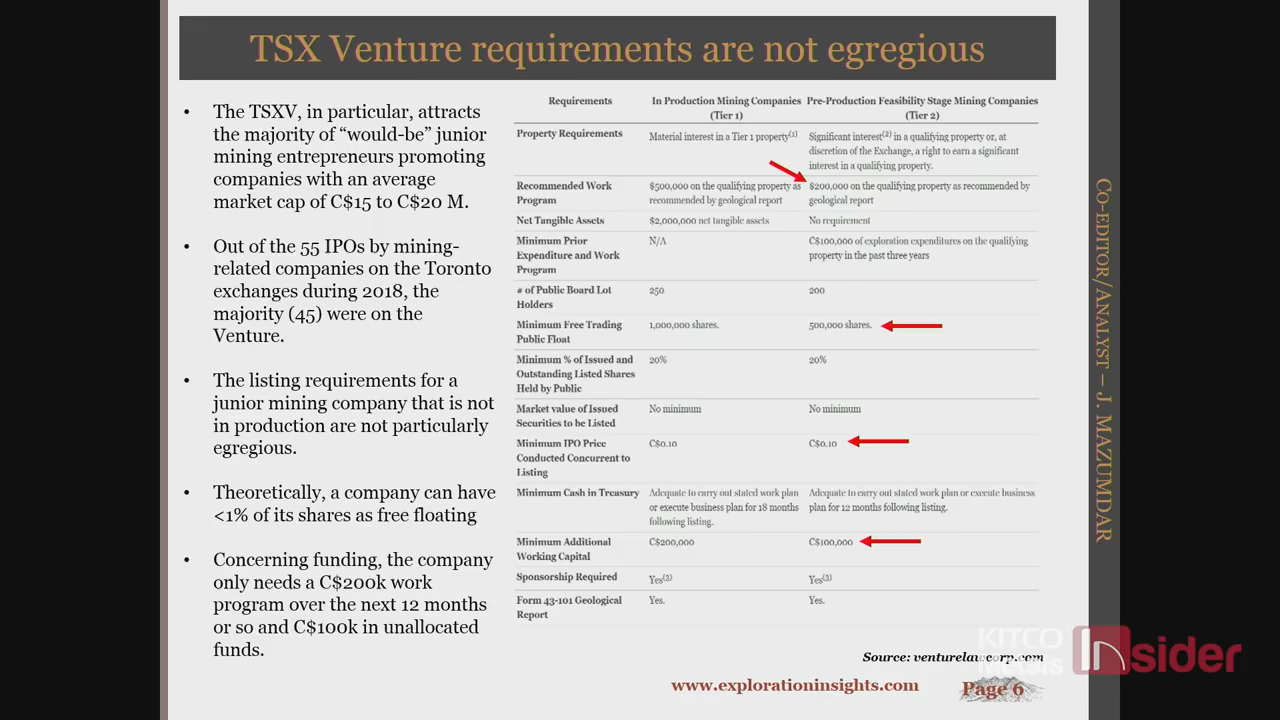 TSX Venture requirements are not egregious
• The TSXV, in particular, attracts
the majority of “would-be” junior
mining entrepreneurs promoting
companies with an average
market cap of C$15 to C$20 M.
• Out of the 55 IPOs by mining-
related companies on the Toronto
exchanges during 2018, the
majority (45) were on the
Venture.
• The listing requirements for a
junior mining company that is not
in production are not particularly
egregious.
• Theoretically, a company can have
<1% of its shares as free floating
• Concerning funding, the company
only needs a C$200k work
program over the next 12 months
or so and C$100k in unallocated
funds.
Requirements In Production Mining Companies Pre-Production Feasibility Stage Mining Companies
(Tier 1) (Tier 2)
Property Requirements Material interest in a Tier 1 property(1) Significant interest(2) in a qualifying property or, at
discretion of the Exchange, a right to earn a significant
interest in a qualifying property.
Recommended Work $500,000 on the qualifying property as $200,000 on the qualifying property as recommended by
Program recommended by geological report geological report
Net Tangible Assets $2,000,000 net tangible assets No requirement
Minimum Prior N/A C$100,000 of exploration expenditures on the qualifying
Expenditure and Work property in the past three years
Program
# of Public Board Lot 250 200
Holders
Minimum Free Trading 1,000,000 shares. 500,000 shares.
Public Float
Minimum % of Issued and 20% 20%
Outstanding Listed Shares
Held by Public
Market value of Issued No minimum No minimum
Securities to be Listed
Minimum IPO Price C$0.10 C$0.10
Conducted Concurrent to
Listing
Minimum Cash in Treasury Adequate to carry out stated work plan Adequate to carry out stated work plan or execute business
or execute business plan for 18 months plan for 12 months following listing.
following listing.
Minimum Additional C$200,000 C$100,000
Working Capital
Sponsorship Required Yes(3) Yes(3)
Form 43-101 Geological Yes. Yes.
Report
Source: venturelawcorp.com
www.explorationinsights.com
Page 6
CO-EDITOR/ANALYST – J. MAZUMDAR
KITCO
Metals
Insider